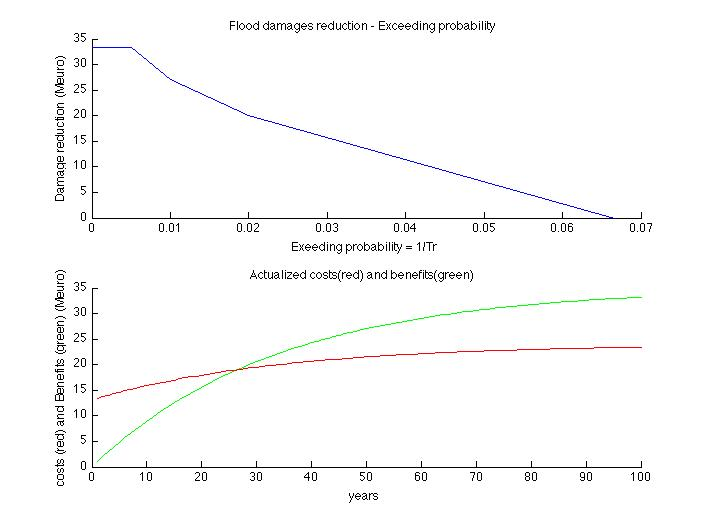 Flood damages reduction - Exceeding probability
Damage reduction (Meuro)
35
30
25
20
15
10
5
0
0 0.01 0.02 0.03 0.04 0.05 0.06 0.07
Exeeding probability = 1/Tr
Actualized costs(red) and benefits(green)
costs (red) and Benefits (green) (Meuro)
35
30
25
20
15
10
5
0
0 10 20 30 40 50 60 70 80 90 100
years